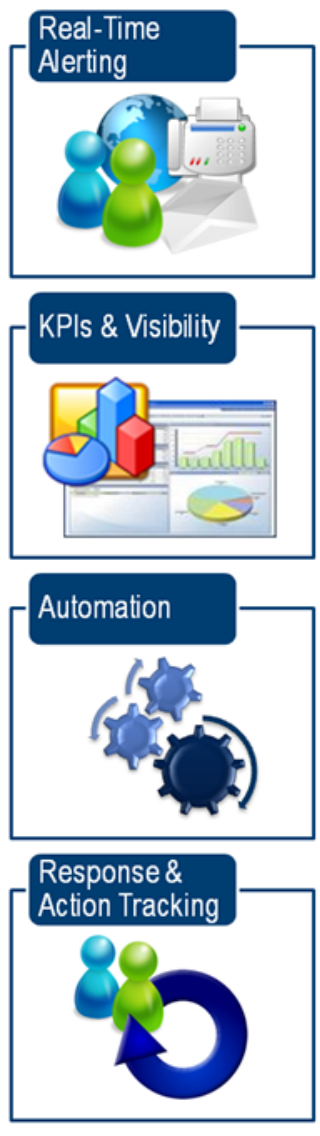 Real-Time
Alerting
KPIs & Visibility
Automation
Response &
Action Tracking